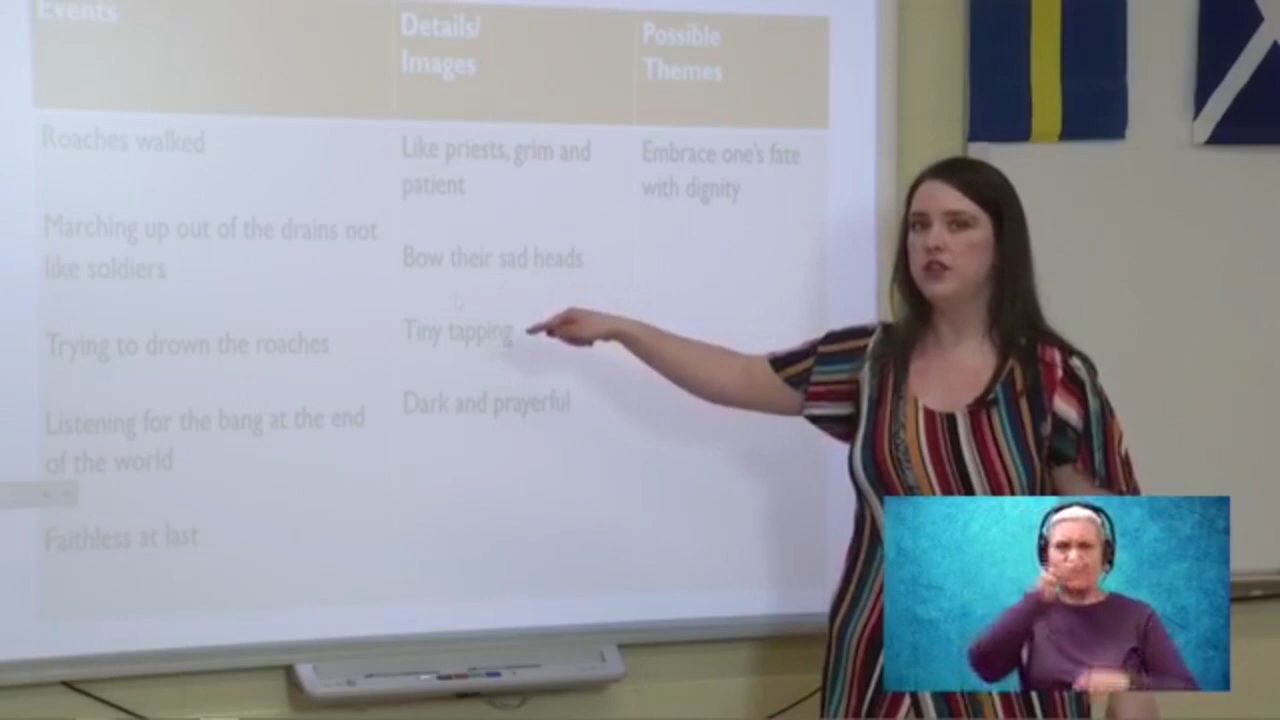 Events
Details/
Images
Possible
Themes
Roaches walked
Like priests, grim and
patient
Embrace one's fate
with dignity
Marching up out of the drains not
like soldiers
Bow their sad heads
Trying to drown the roaches
Tiny tapping
Listening for the bang at the end
of the world
Dark and prayerful
Faithless at last